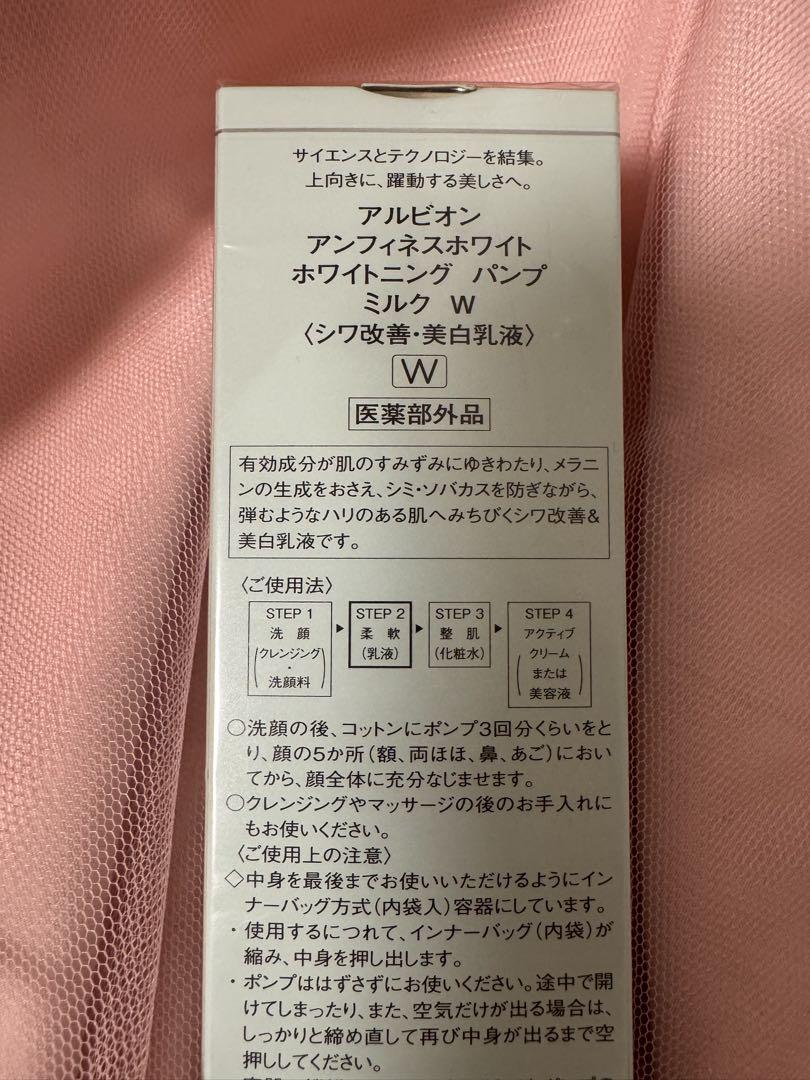 サイエンスとテクノロジーを結集。
上向きに、躍動する美しさへ。
アルビオン
アンフィネスホワイト
ホワイトニング パンプ
ミルク W
〈シワ改善・美白乳液〉
W
医薬部外品
有効成分が肌のすみずみにゆきわたり、メラニ
ンの生成をおさえ、シミ・ソバカスを防ぎながら、
弾むようなハリのある肌へみちびくシワ改善&
美白乳液です。
〈ご使用法〉
STEP 1
洗顔
(クレンジング・洗顔料)
STEP 2
柔軟
(乳液)
STEP 3
整肌
(化粧水)
STEP 4
アクティブ
クリーム
または
美容液
○洗顔の後、コットンにポンプ3回分くらいをと
り、顔の5か所(額、両ほほ、鼻、あご)におい
てから、顔全体に充分なじませます。
○クレンジングやマッサージの後のお手入れに
もお使いください。
〈ご使用上の注意〉
◇中身を最後までお使いいただけるようにイン
ナーバッグ方式(内袋入)容器にしています。
・使用するにつれて、インナーバッグ(内袋)が
縮み、中身を押し出します。
・ポンプははずさずにお使いください。途中で開
けてしまったり、また、空気だけが出る場合は、
しっかりと締め直して再び中身が出るまで空
押ししてください。